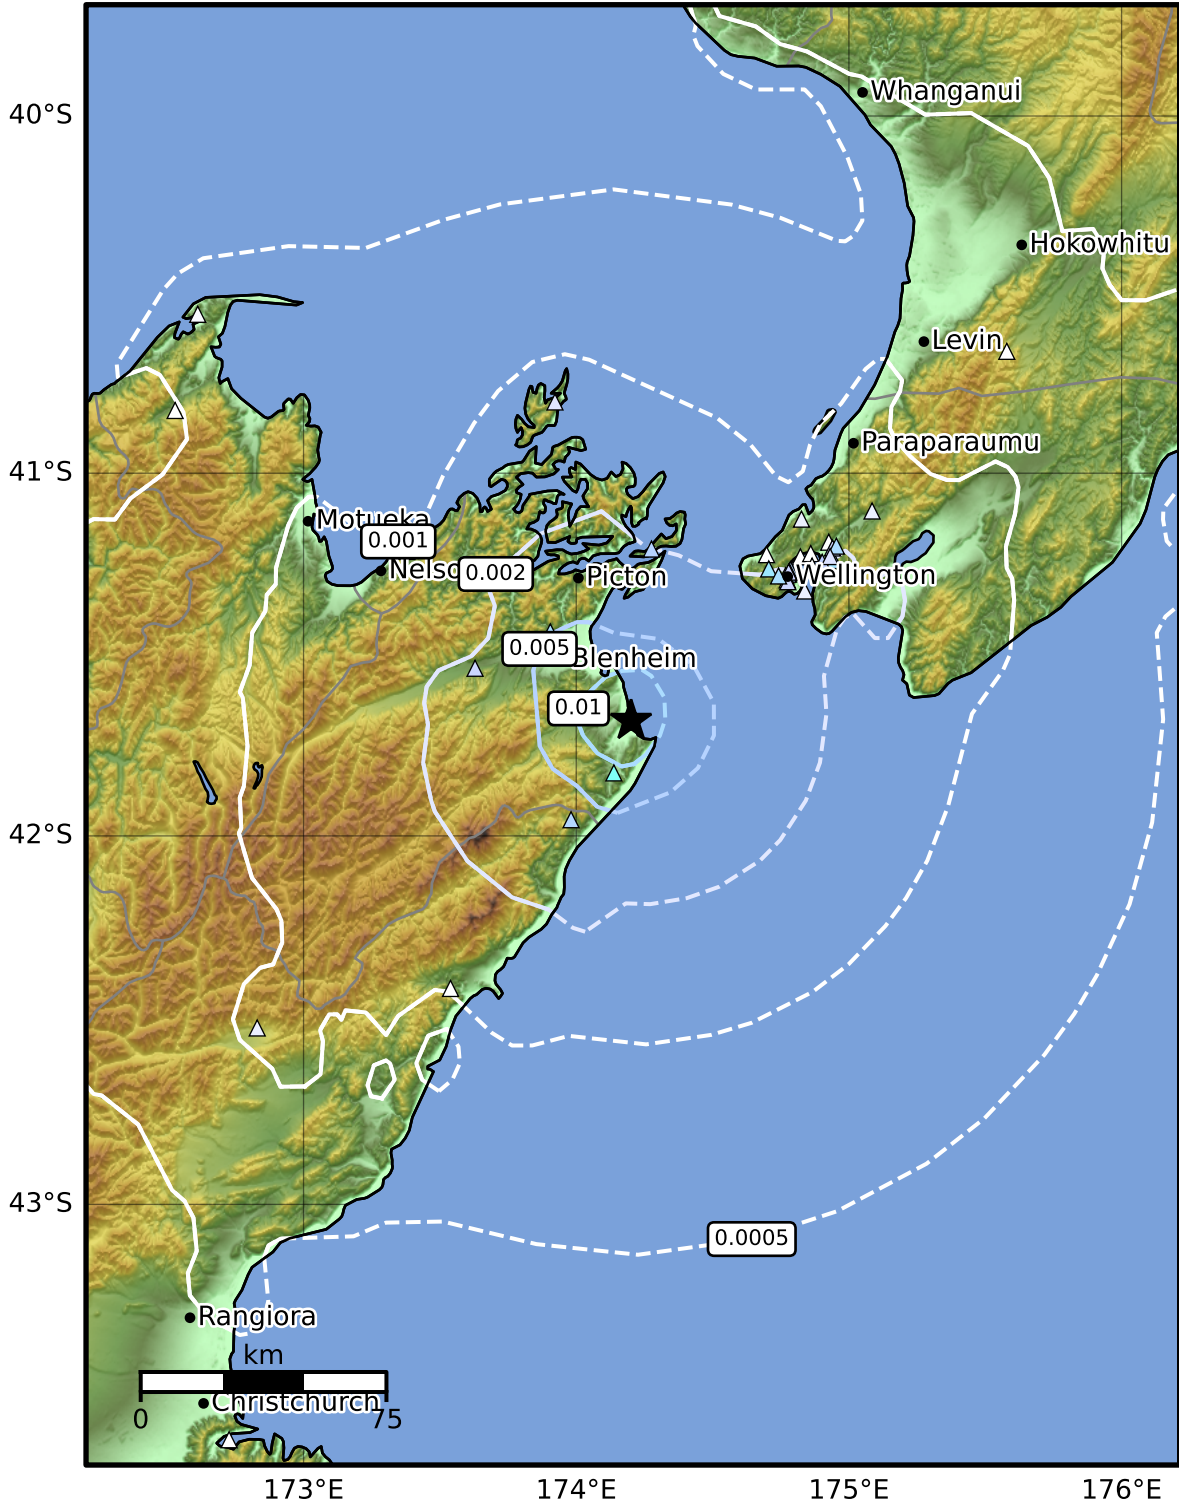 40°S
Whanganui
Hokowhitu
Levin
Paraparaumu
41°S
Motueka
0.001
Nelso
0.002
Picton
Wellington
0.005
Blenheim
0.01
42°S
43°S
0.0005
Rangiora
km
Christchurch
0
75
173°E
174°E
175°E
176°E